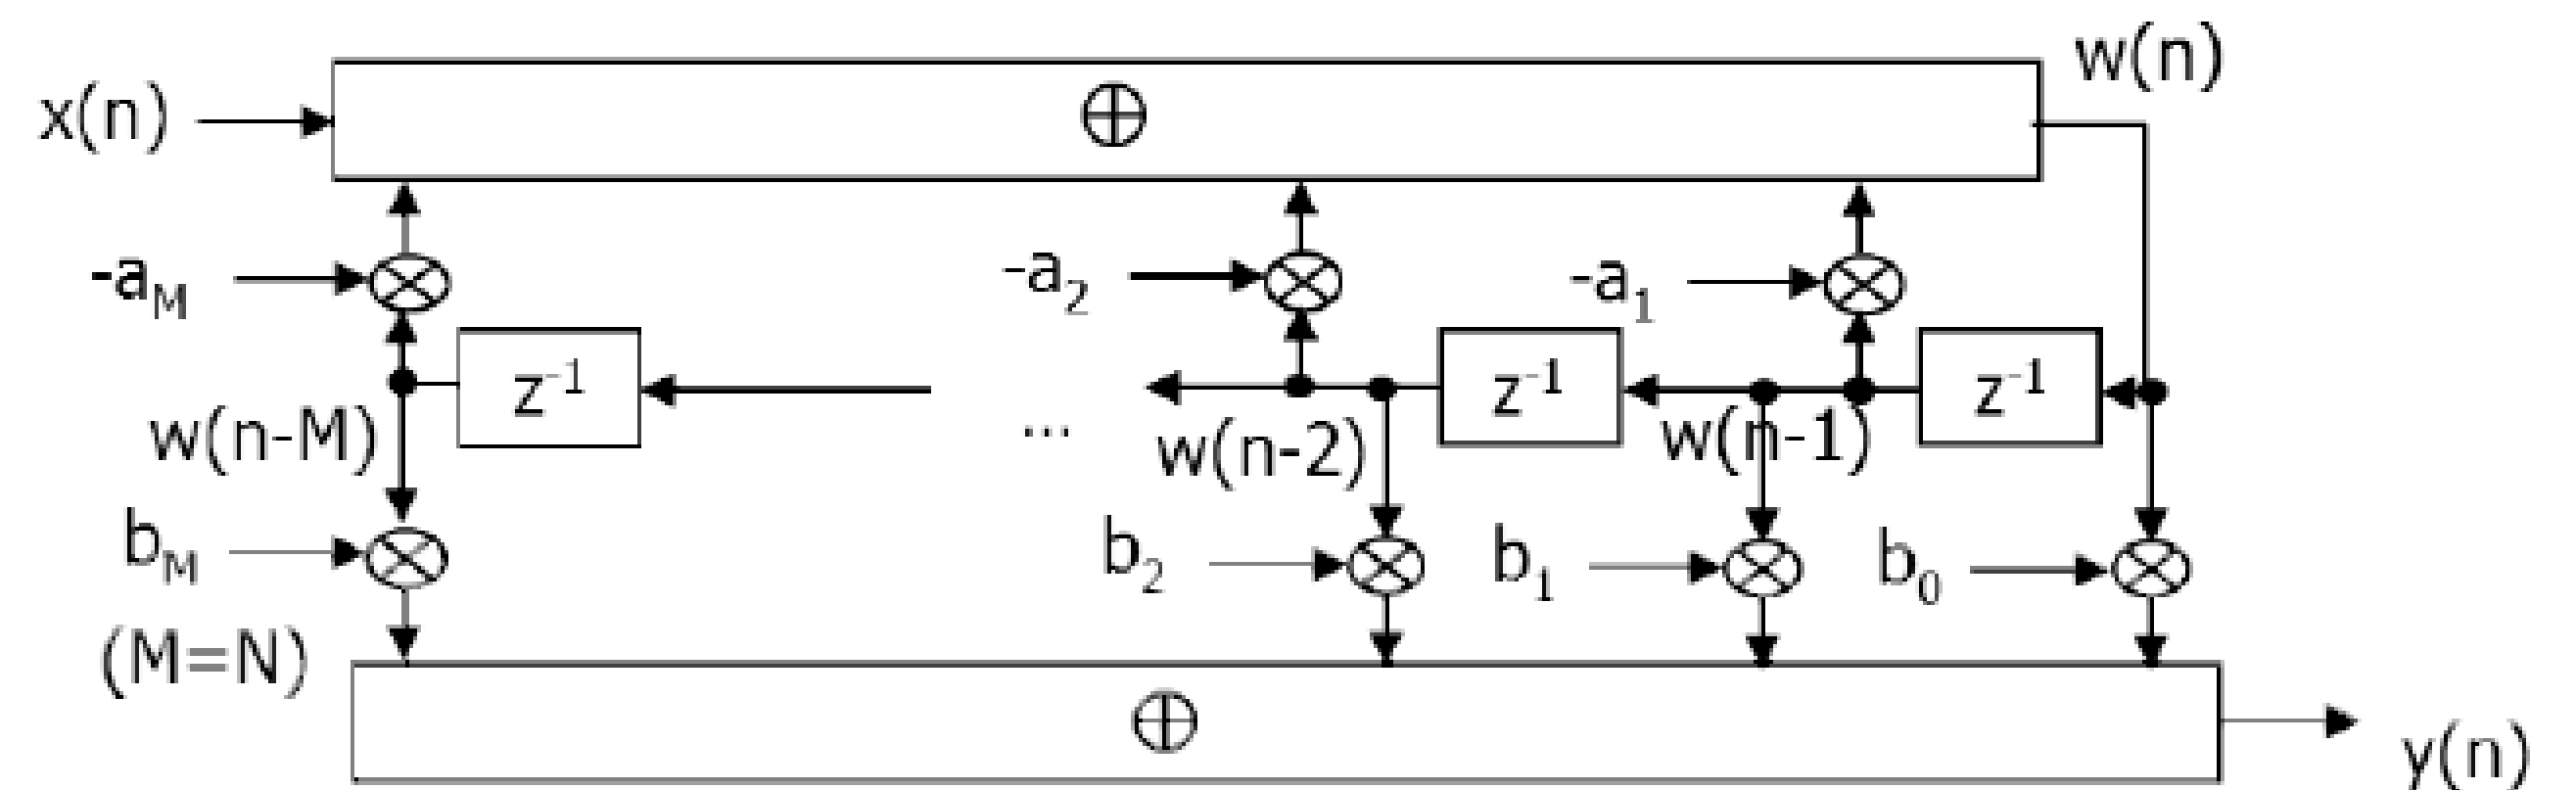 w(n)
x(n)
-a_M
-a_2
-a_1
z^-1
z^-1
z^-1
w(n-M)
...
w(n-2)
w(n-1)
b_M
b_2
b_1
b_0
(M=N)
y(n)